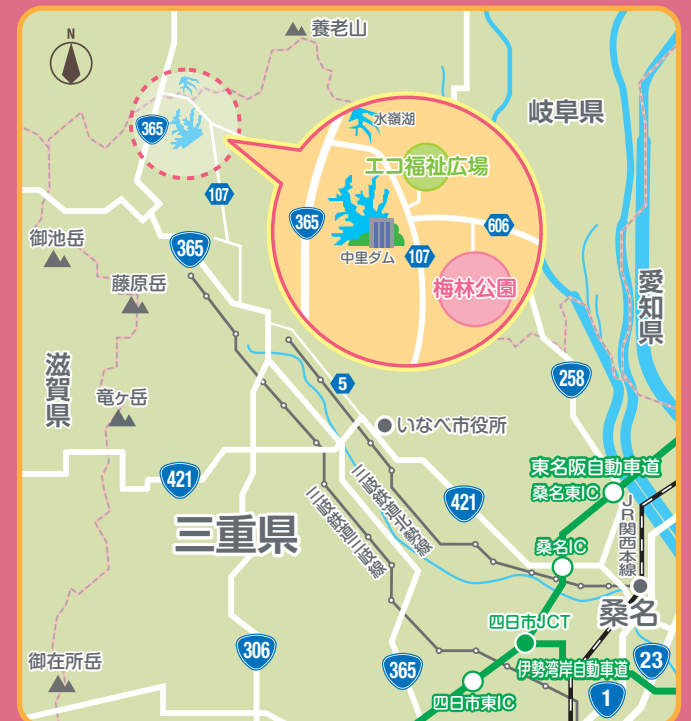 N
養老山
岐阜県
365
水嶺湖
エコ福祉広場
107
365
606
御池岳
365
中里ダム
107
梅林公園
藤原岳
愛知県
滋賀県
258
5
竜ヶ岳
いなべ市役所
東名阪自動車道
421
桑名東IC
421
三岐鉄道三岐線
三岐鉄道北勢線
JR関西本線
三重県
桑名IC
桑名
四日市JCT
306
御在所岳
365
伊勢湾岸自動車道
23
四日市東IC
1